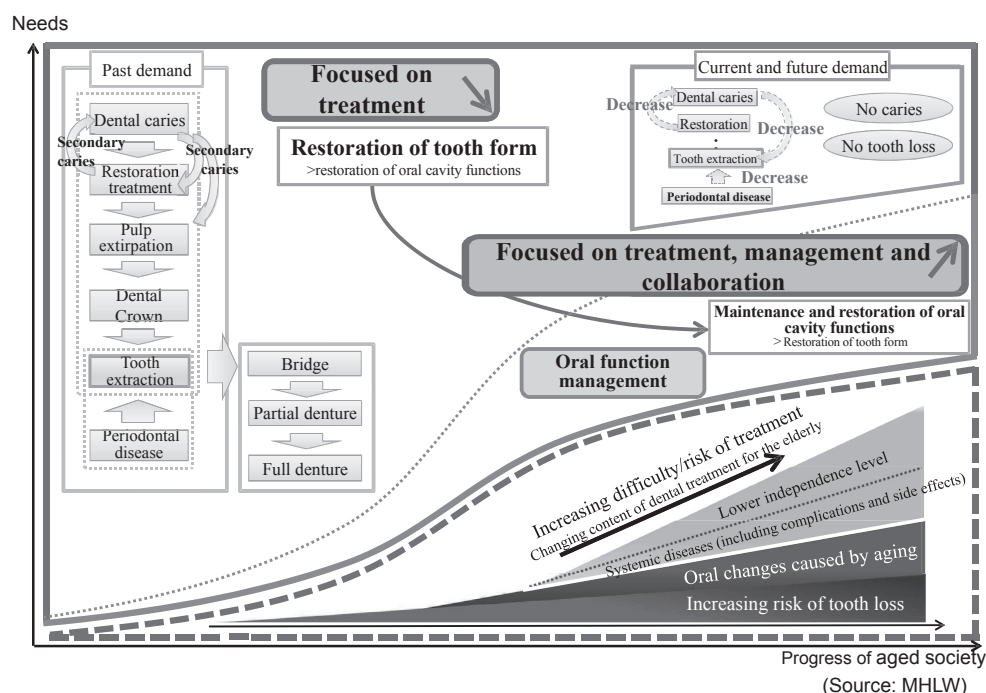 Needs
Past demand
Dental caries
Secondary
caries
Secondary
caries
Restoration
treatment
Pulp
extirpation
Dental
Crown
Tooth
extraction
Periodontal
disease
Bridge
Partial denture
Full denture
Focused on
treatment
Restoration of tooth form
>restoration of oral cavity functions
Current and future demand
Decrease
Dental caries
Restoration
Decrease
:
Tooth extraction
Decrease
Periodontal disease
No caries
No tooth loss
Focused on treatment, management and
collaboration
Maintenance and restoration of oral
cavity functions
> Restoration of tooth form
Oral function
management
Increasing difficulty/risk of treatment
Changing content of dental treatment for the elderly
Lower independence level
Systemic diseases (including complications and side effects)
Oral changes caused by aging
Increasing risk of tooth loss
Progress of aged society
(Source: MHLW)